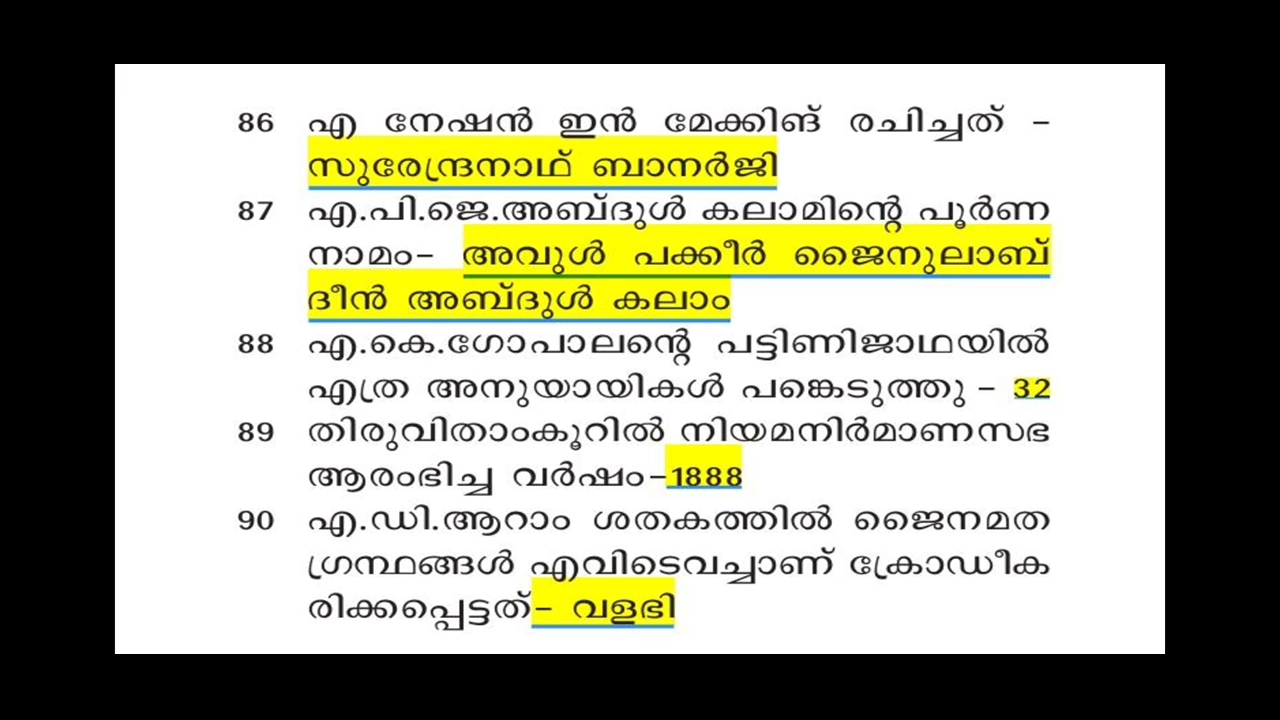 86 എ നേഷൻ ഇൻ മേക്കിങ് രചിച്ചത് –
സുരേന്ദ്രനാഥ് ബാനർജി
87 എ.പി.ജെ.അബ്ദുൾ കലാമിന്റെ പൂർണ
നാമം– അവുൾ പക്കീർ ജൈനുലാബ്
ദീൻ അബ്ദുൾ കലാം
88 എ.കെ.ഗോപാലന്റെ പട്ടിണിജാഥയിൽ
എത്ര അനുയായികൾ പങ്കെടുത്തു – 32
89 തിരുവിതാംകൂറിൽ നിയമനിർമാണസഭ
ആരംഭിച്ച വർഷം–1888
90 എ.ഡി.ആറാം ശതകത്തിൽ ജൈനമത
ഗ്രന്ഥങ്ങൾ എവിടെവച്ചാണ് ക്രോഡീക
രിക്കപ്പെട്ടത്– വളഭി